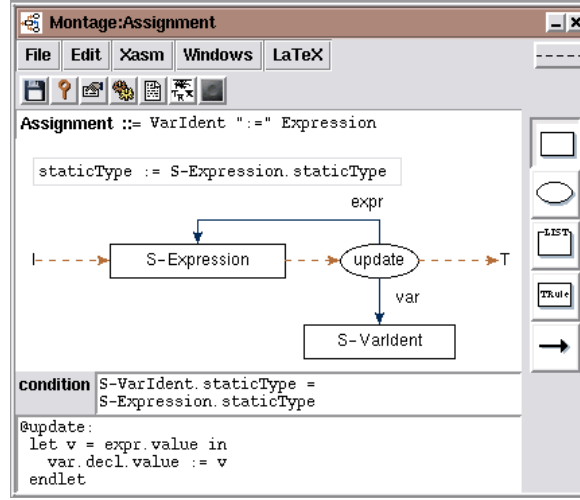 Montage:Assignment
File Edit Xasm Windows LaTeX
Assignment ::= VarIdent ":=" Expression
staticType := S-Expression.staticType
expr
I S-Expression update T
var
S-VarIdent
LIST
TRule
condition S-VarIdent.staticType =
S-Expression.staticType
@update:
let v = expr.value in
var.decl.value := v
endlet